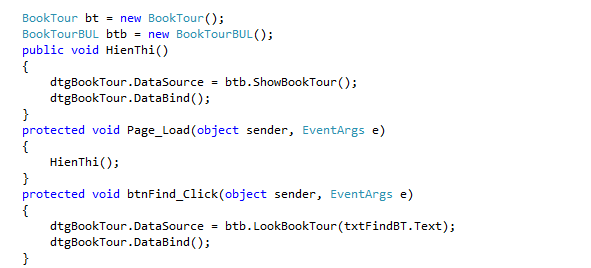 BookTour bt = new BookTour();
BookTourBUL btb = new BookTourBUL();
public void HienThi()
{
    dtgBookTour.DataSource = btb.ShowBookTour();
    dtgBookTour.DataBind();
}
protected void Page_Load(object sender, EventArgs e)
{
    HienThi();
}
protected void btnFind_Click(object sender, EventArgs e)
{
    dtgBookTour.DataSource = btb.LookBookTour(txtFindBT.Text);
    dtgBookTour.DataBind();
}